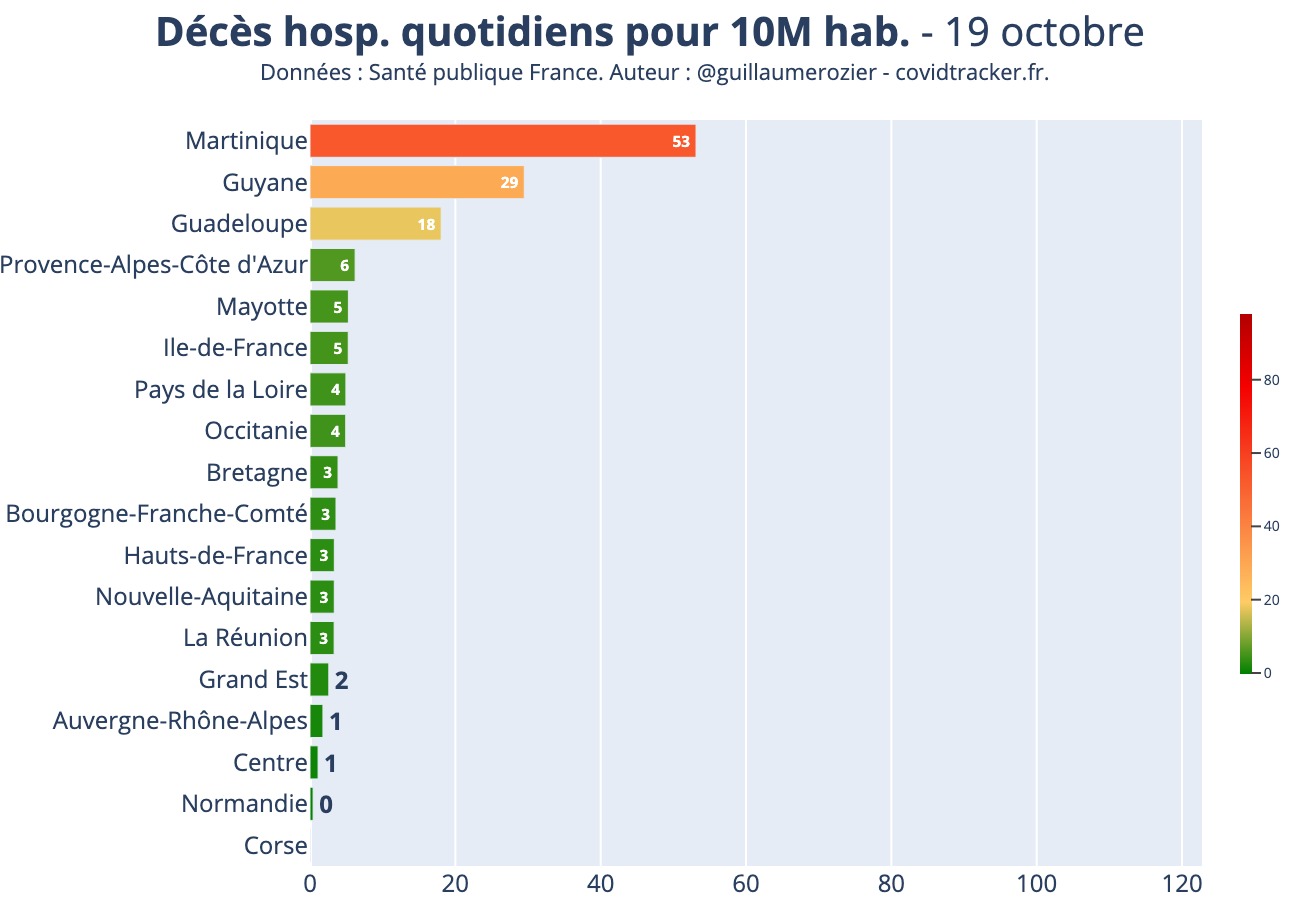 Décès hosp. quotidiens pour 10M hab. - 19 octobre
Données : Santé publique France. Auteur : @guillaumerozier - covidtracker.fr.
Martinique 53
Guyane 29
Guadeloupe 18
Provence-Alpes-Côte d'Azur 6
Mayotte 5
Ile-de-France 5
Pays de la Loire 4
Occitanie 4
Bretagne 3
Bourgogne-Franche-Comté 3
Hauts-de-France 3
Nouvelle-Aquitaine 3
La Réunion 3
Grand Est 2
Auvergne-Rhône-Alpes 1
Centre 1
Normandie 0
Corse
0 20 40 60 80 100 120
80
60
40
20
0